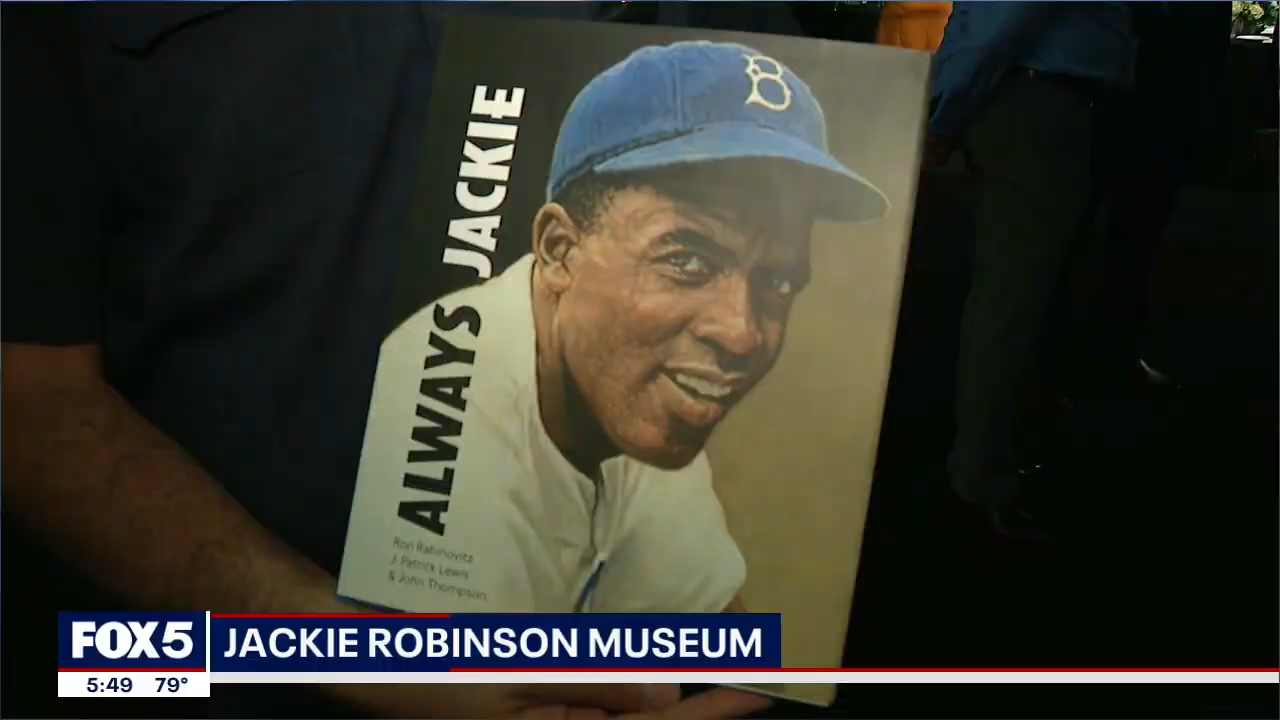 ALWAYS JACKIE
B
Ron Rabinovitz
J. Patrick Lewis
& John Thompson
FOX5
JACKIE ROBINSON MUSEUM
5:49 79°